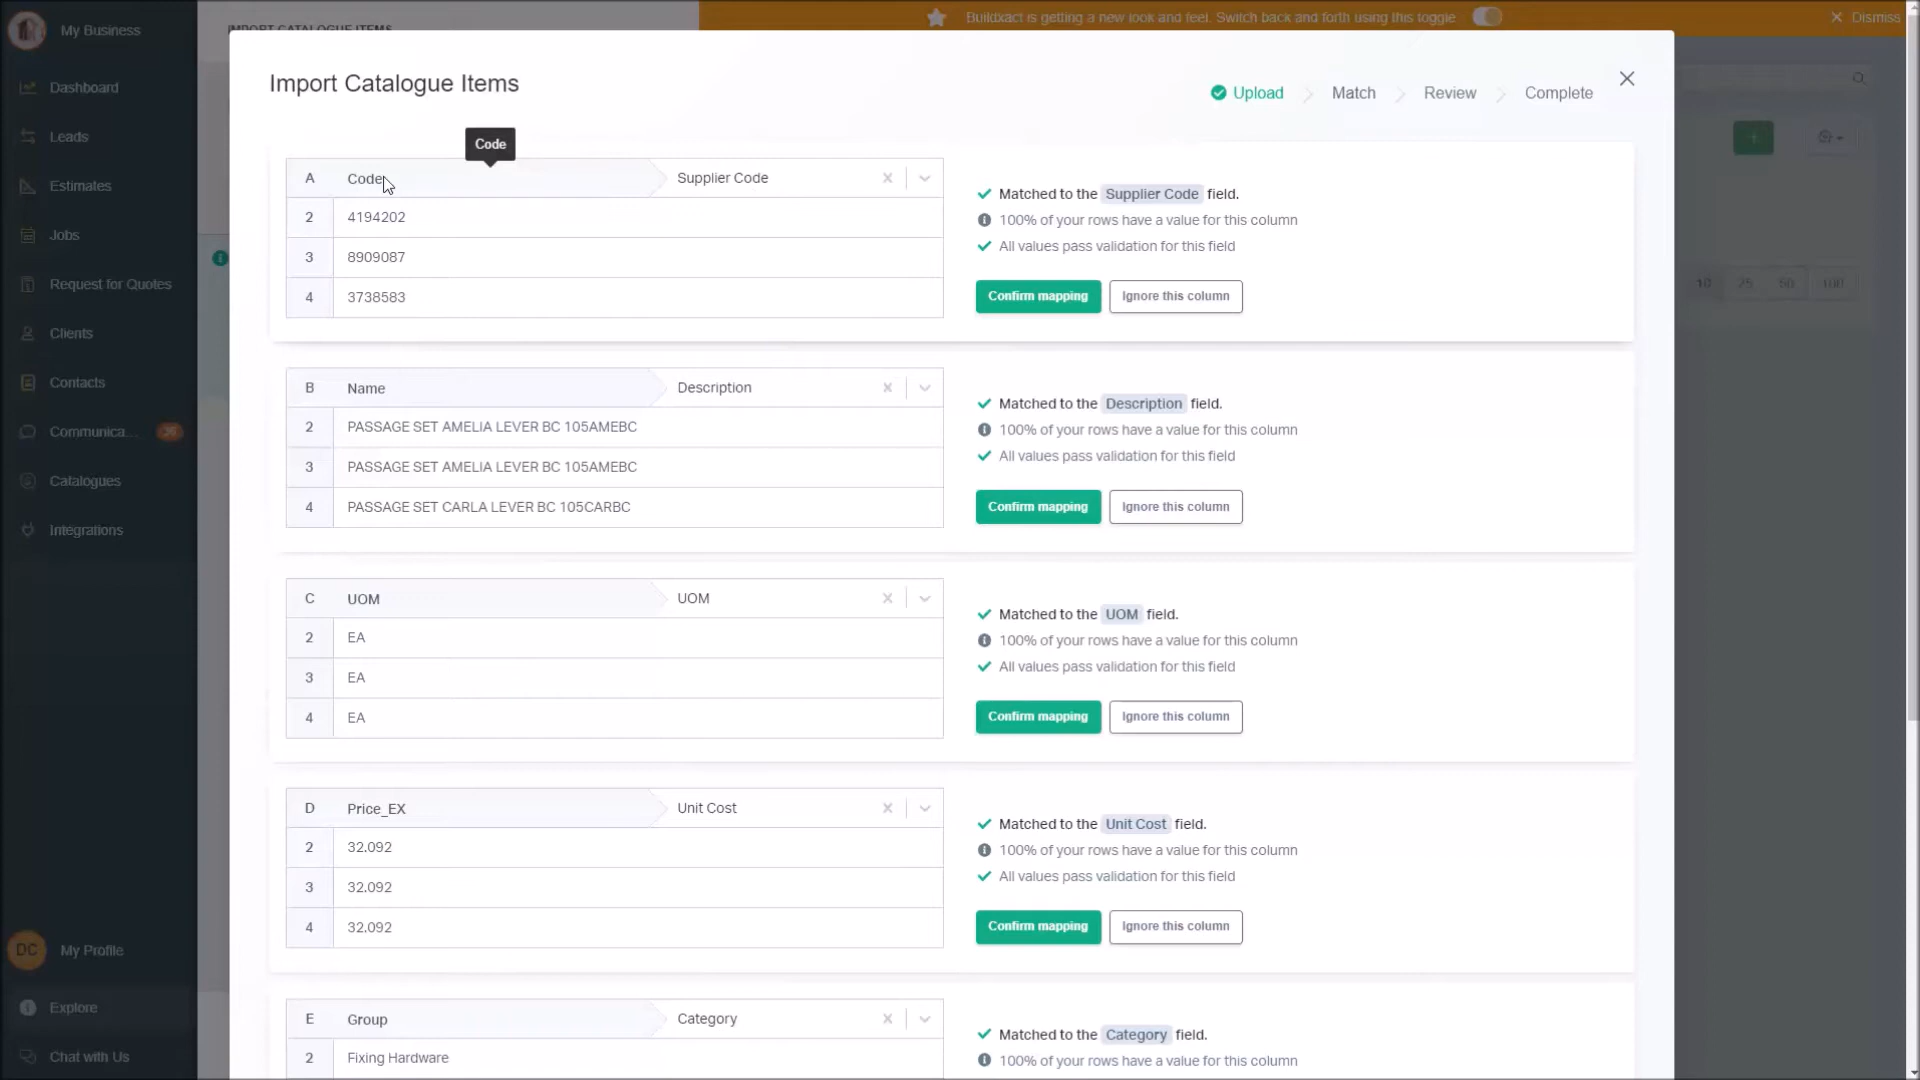 My Business
Dashboard
Leads
Estimates
Jobs
Request for Quotes
Clients
Contacts
Communica... 36
Catalogues
Integrations
DC My Profile
Explore
Chat with Us
IMPORT CATALOGUE ITEMS
Buildxact is getting a new look and feel. Switch back and forth using this toggle
Dismiss
10 25 50 100
Import Catalogue Items
Upload Match Review Complete
Code
A Code Supplier Code
2 4194202
3 8909087
4 3738583
Matched to the Supplier Code field.
100% of your rows have a value for this column
All values pass validation for this field
Confirm mapping Ignore this column
B Name Description
2 PASSAGE SET AMELIA LEVER BC 105AMEBC
3 PASSAGE SET AMELIA LEVER BC 105AMEBC
4 PASSAGE SET CARLA LEVER BC 105CARBC
Matched to the Description field.
100% of your rows have a value for this column
All values pass validation for this field
Confirm mapping Ignore this column
C UOM UOM
2 EA
3 EA
4 EA
Matched to the UOM field.
100% of your rows have a value for this column
All values pass validation for this field
Confirm mapping Ignore this column
D Price_EX Unit Cost
2 32.092
3 32.092
4 32.092
Matched to the Unit Cost field.
100% of your rows have a value for this column
All values pass validation for this field
Confirm mapping Ignore this column
E Group Category
2 Fixing Hardware
Matched to the Category field.
100% of your rows have a value for this column